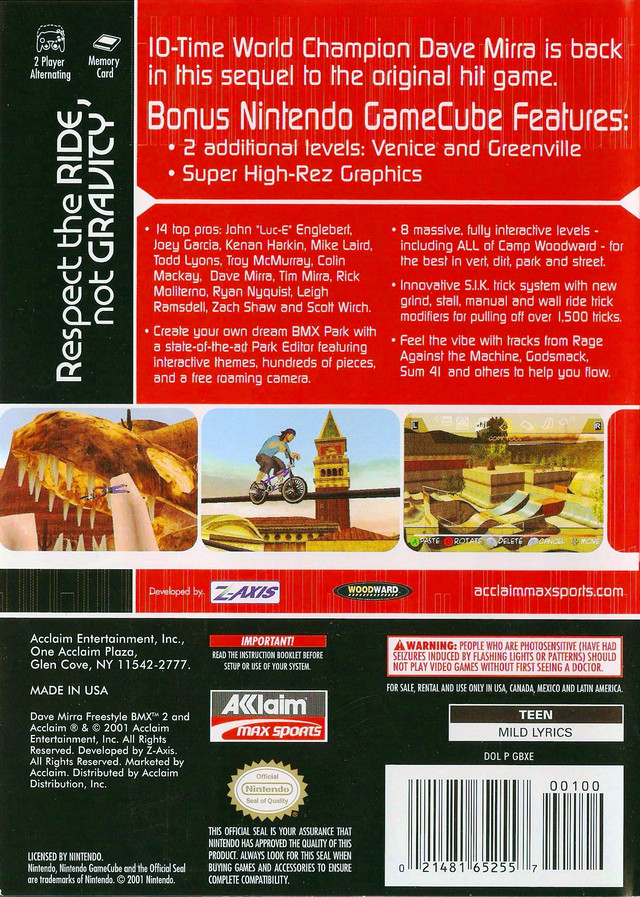 2 Player
Alternating
Memory
Card
Respect the RIDE,
not GRAVITY
10-Time World Champion Dave Mirra is back
in this sequel to the original hit game.
Bonus Nintendo GameCube Features:
• 2 additional levels: Venice and Greenville
• Super High-Rez Graphics
• 14 top pros: John "Luc-E" Englebert,
Joey Garcia, Kenan Harkin, Mike Laird,
Todd Lyons, Troy McMurray, Colin
Mackay, Dave Mirra, Tim Mirra, Rick
Moliterno, Ryan Nyquist, Leigh
Ramsdell, Zach Shaw and Scott Wirch.
• Create your own dream BMX Park with
a state-of-the-art Park Editor featuring
interactive themes, hundreds of pieces,
and a free roaming camera.
• 8 massive, fully interactive levels -
including ALL of Camp Woodward - for
the best in vert, dirt, park and street.
• Innovative S.I.K. trick system with new
grind, stall, manual and wall ride trick
modifiers for pulling off over 1,500 tricks.
• Feel the vibe with tracks from Rage
Against the Machine, Godsmack,
Sum 41 and others to help you flow.
L
R
PASTE ROTATE DELETE CANCEL MOVE
Developed by.
Z-AXIS
WOODWARD
acclaimmaxsports.com
Acclaim Entertainment, Inc.,
One Acclaim Plaza,
Glen Cove, NY 11542-2777.
MADE IN USA
Dave Mirra Freestyle BMX™ 2 and
Acclaim ® & © 2001 Acclaim
Entertainment, Inc. All Rights
Reserved. Developed by Z-Axis.
All Rights Reserved. Marketed by
Acclaim. Distributed by Acclaim
Distribution, Inc.
LICENSED BY NINTENDO.
Nintendo, Nintendo GameCube and the Official Seal
are trademarks of Nintendo. © 2001 Nintendo.
IMPORTANT!
READ THE INSTRUCTION BOOKLET BEFORE
SETUP OR USE OF YOUR SYSTEM.
AKclaim
MAX SPORTS
Official
Nintendo
Seal of Quality
®
THIS OFFICIAL SEAL IS YOUR ASSURANCE THAT
NINTENDO HAS APPROVED THE QUALITY OF THIS
PRODUCT. ALWAYS LOOK FOR THIS SEAL WHEN
BUYING GAMES AND ACCESSORIES TO ENSURE
COMPLETE COMPATIBILITY.
WARNING: PEOPLE WHO ARE PHOTOSENSITIVE (HAVE HAD
SEIZURES INDUCED BY FLASHING LIGHTS OR PATTERNS) SHOULD
NOT PLAY VIDEO GAMES WITHOUT FIRST SEEING A DOCTOR.
FOR SALE, RENTAL AND USE ONLY IN USA, CANADA, MEXICO AND LATIN AMERICA.
TEEN
MILD LYRICS
DOL P GBXE
00100
0 21481 65255 7